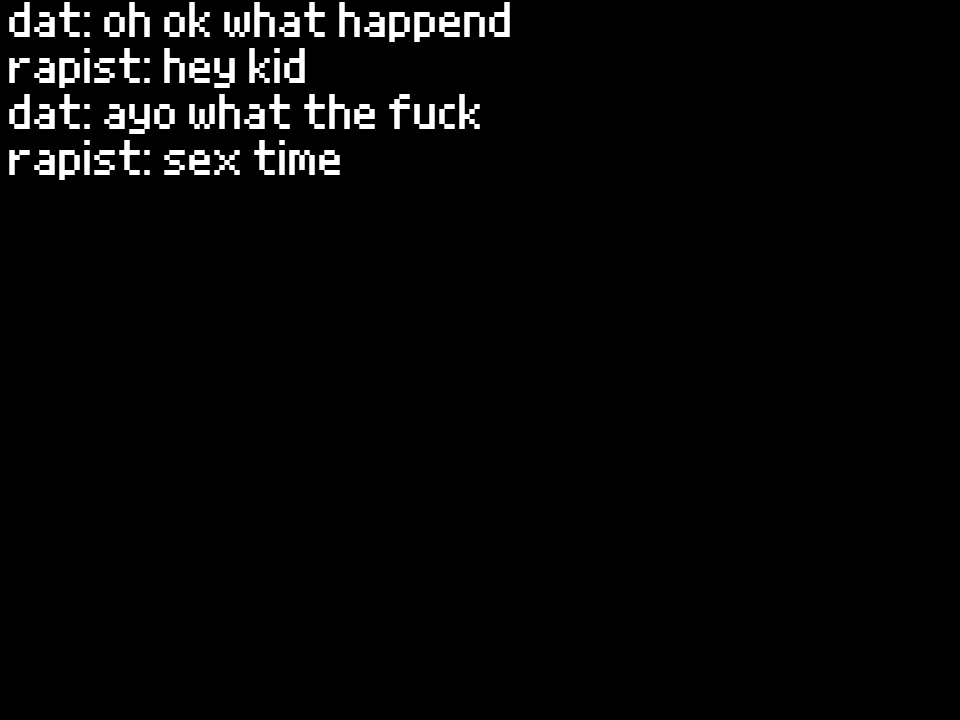 dat: oh ok what happend
rapist: hey kid
dat: ayo what the fuck
rapist: sex time